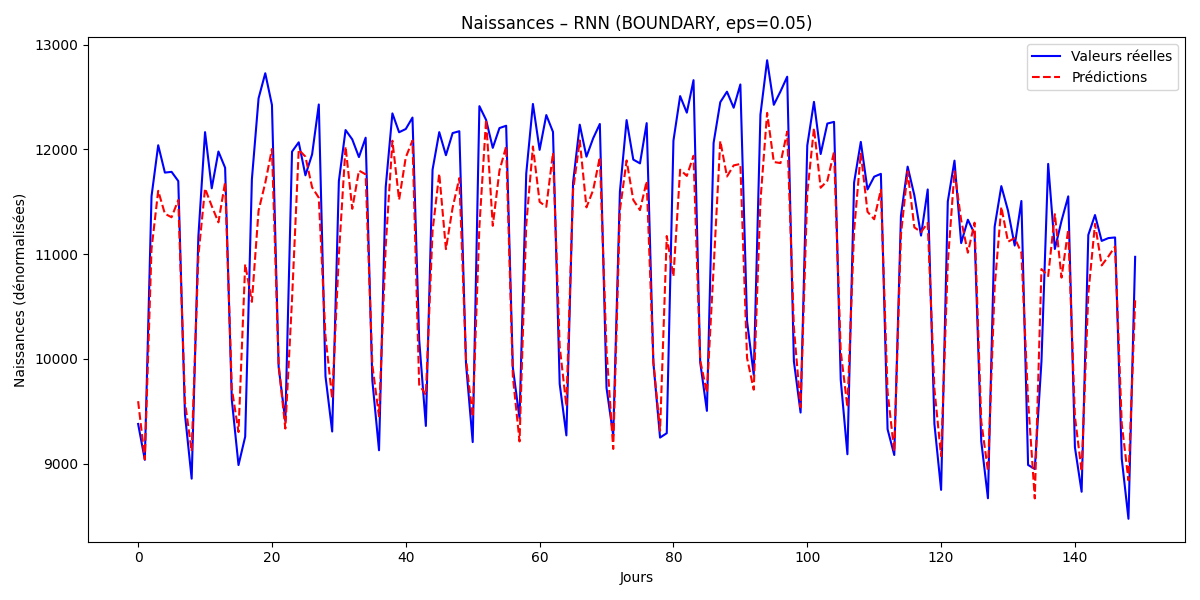 Naissances – RNN (BOUNDARY, eps=0.05)
Valeurs réelles
Prédictions
Naissances (dénormalisées)
13000
12000
11000
10000
9000
0 20 40 60 80 100 120 140
Jours